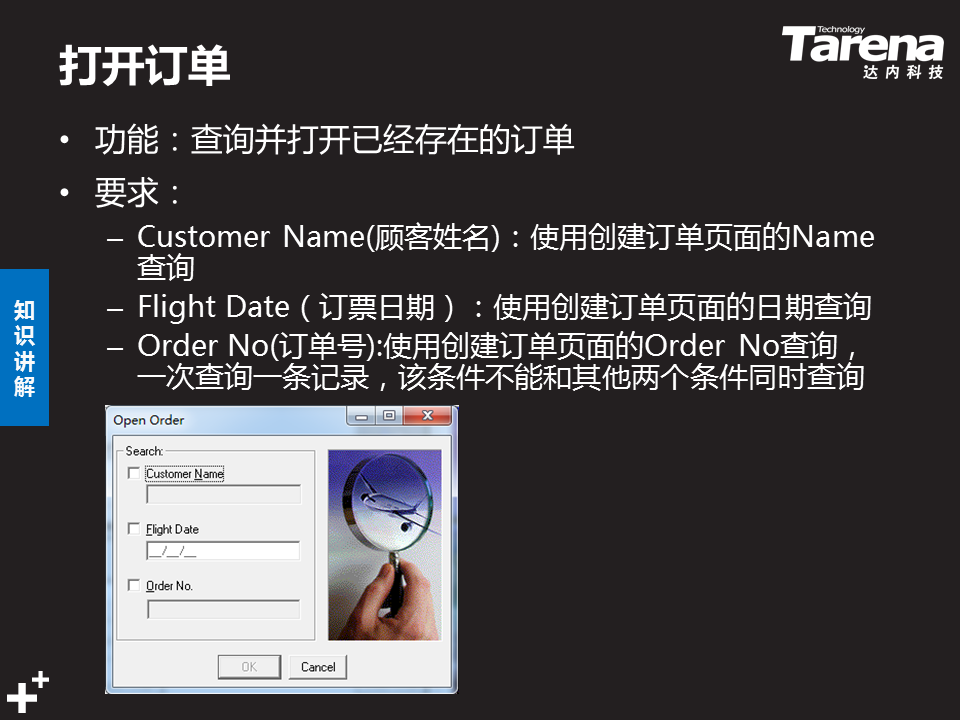 打开订单
Technology
Tarena
达内科技
• 功能：查询并打开已经存在的订单
• 要求：
– Customer Name(顾客姓名)：使用创建订单页面的Name
查询
– Flight Date（订票日期）：使用创建订单页面的日期查询
– Order No(订单号):使用创建订单页面的Order No查询，
一次查询一条记录，该条件不能和其他两个条件同时查询
知
识
讲
解
Open Order
Search:
Customer Name
Flight Date
__/__/__
Order No.
OK
Cancel